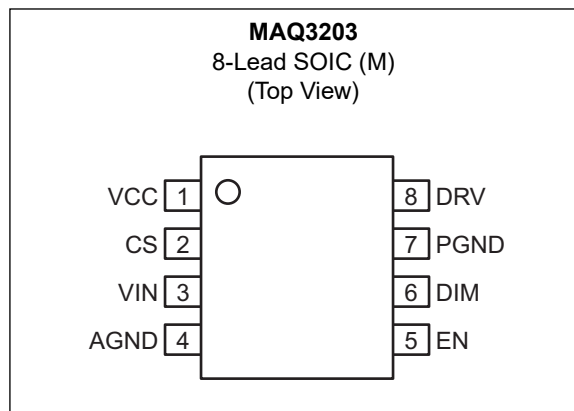 MAQ3203
8-Lead SOIC (M)
(Top View)
VCC 1 8 DRV
CS 2 7 PGND
VIN 3 6 DIM
AGND 4 5 EN